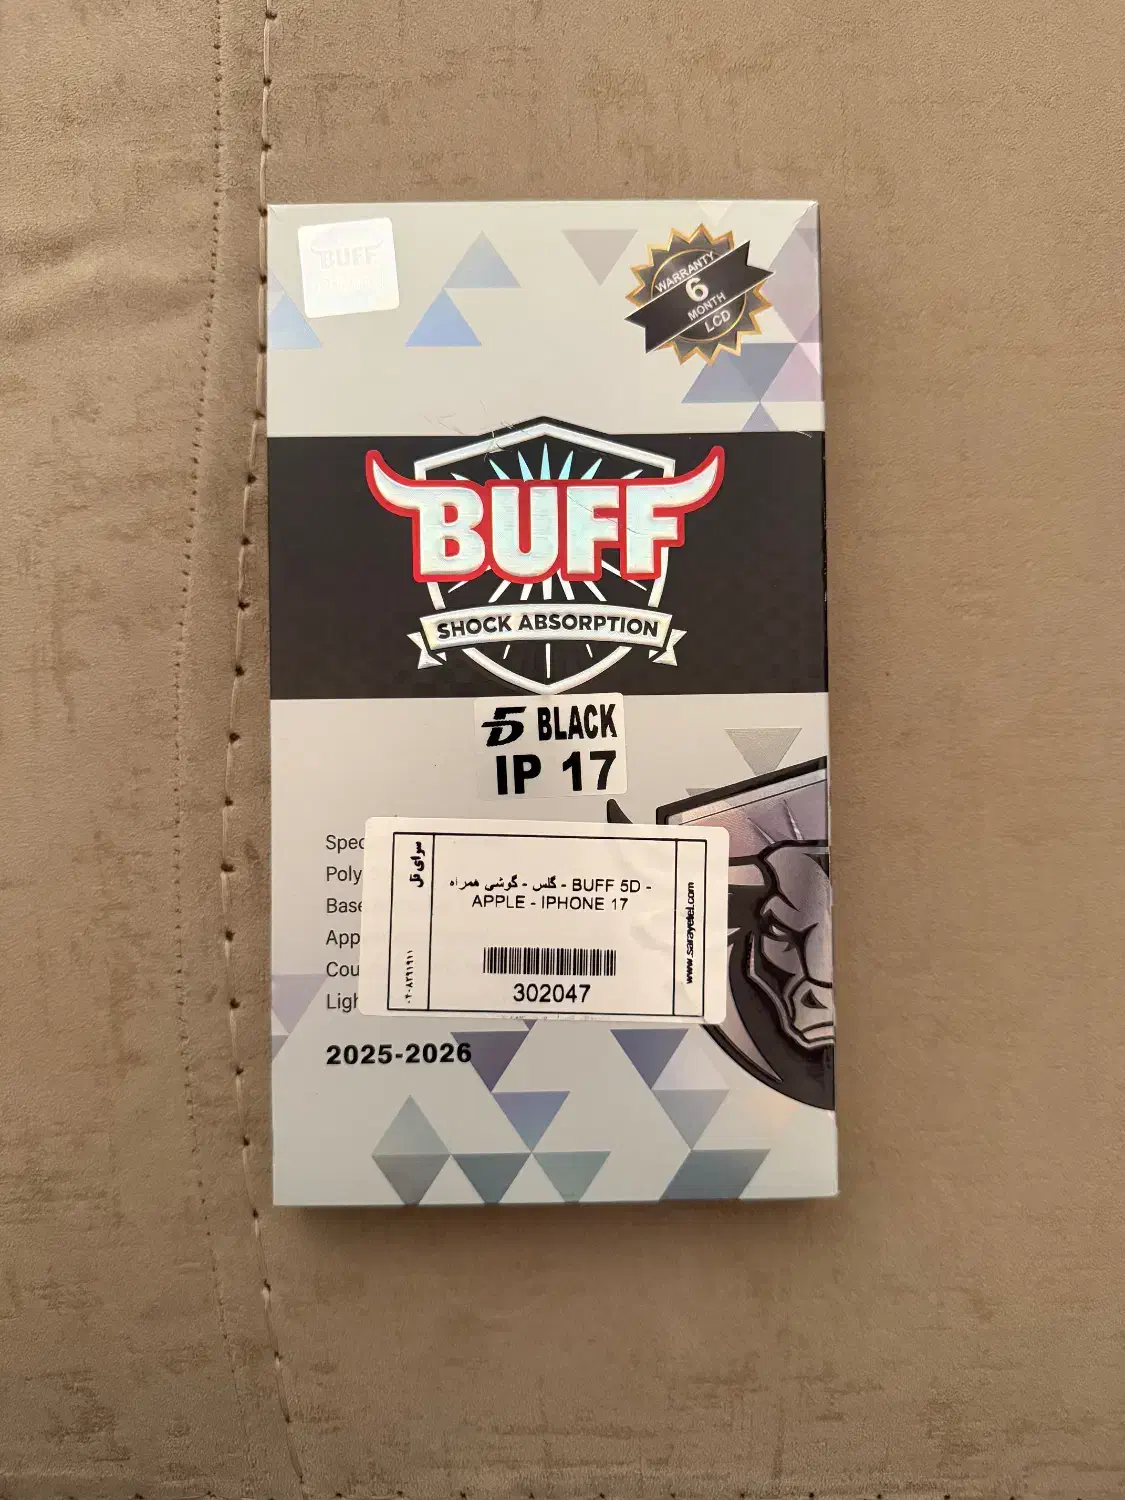 BUFF
WARRANTY
6
MONTH
LCD
BUFF
SHOCK ABSORPTION
5D BLACK
IP 17
Spec
Poly
Base
App
Cou
Ligh
سرای تل
گوشی همراه - گلس - BUFF 5D -
APPLE - IPHONE 17
302047
www.sarayetel.com
2025-2026